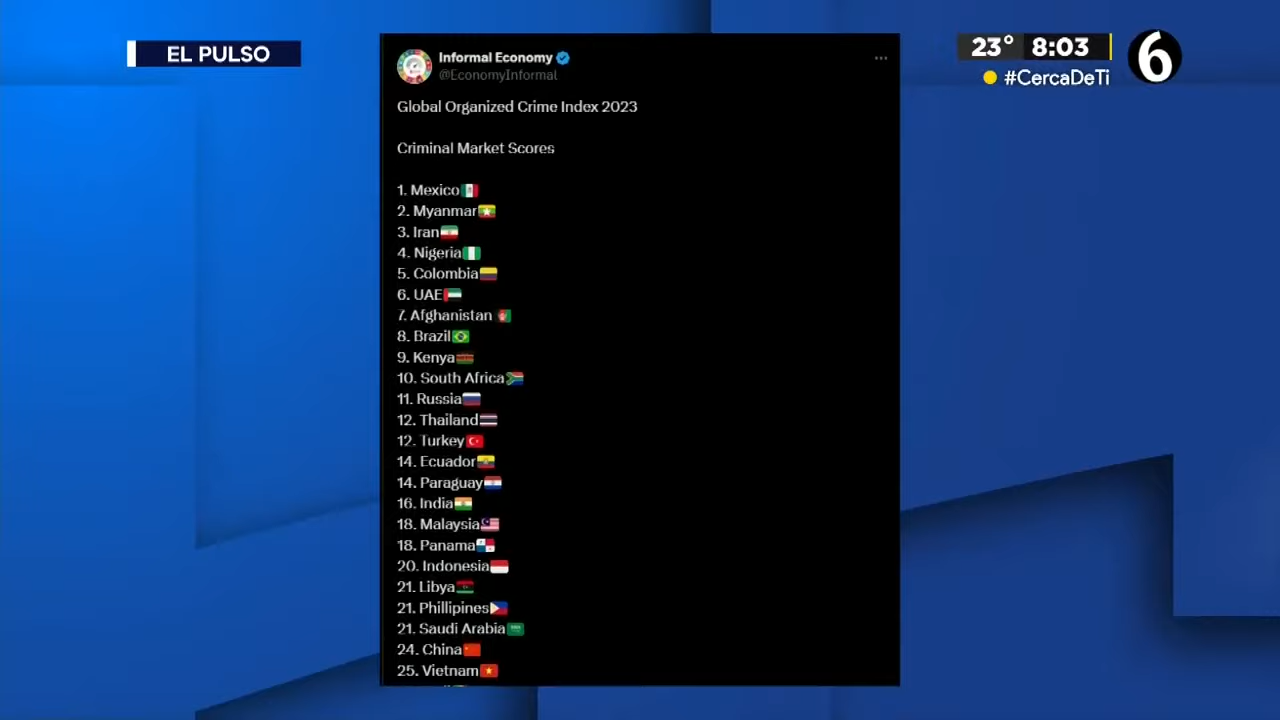 EL PULSO
23° 8:03
#CercaDeTi
6
Informal Economy
@EconomyInformal
Global Organized Crime Index 2023
Criminal Market Scores
1. Mexico
2. Myanmar
3. Iran
4. Nigeria
5. Colombia
6. UAE
7. Afghanistan
8. Brazil
9. Kenya
10. South Africa
11. Russia
12. Thailand
12. Turkey
14. Ecuador
14. Paraguay
16. India
18. Malaysia
18. Panama
20. Indonesia
21. Libya
21. Phillipines
21. Saudi Arabia
24. China
25. Vietnam